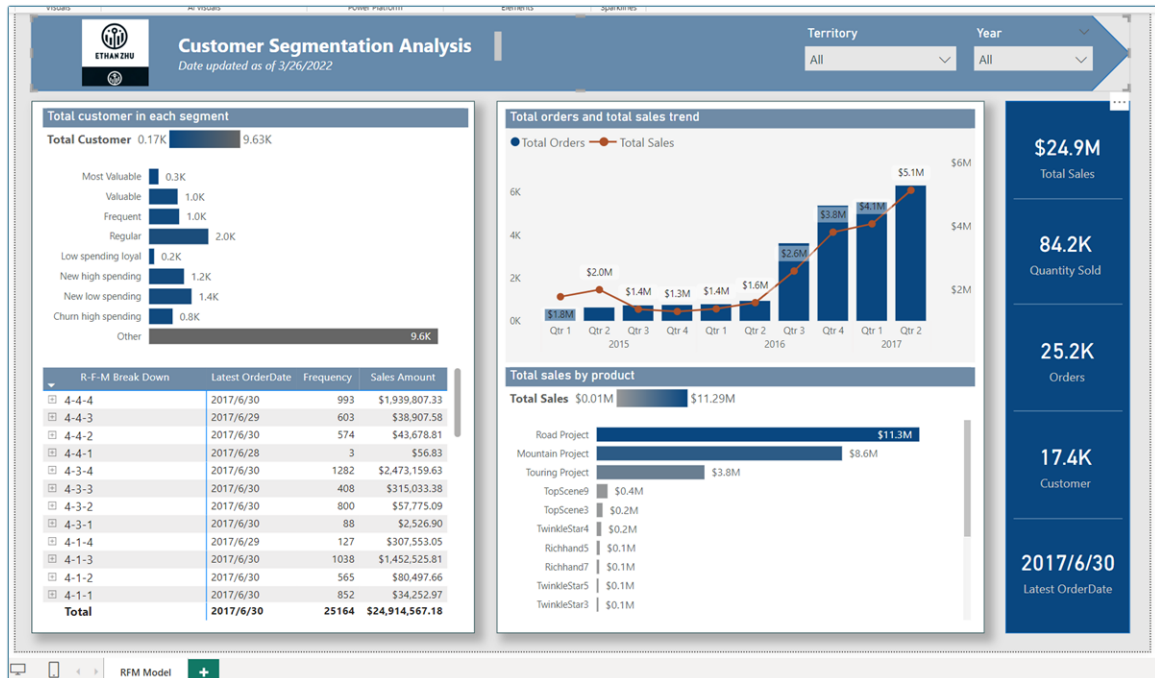 Visuals AI visuals Power Platform Elements Sparklines
ETHAN ZHU
Customer Segmentation Analysis
Date updated as of 3/26/2022
Territory
All
Year
All
Total customer in each segment
Total Customer 0.17K 9.63K
Most Valuable 0.3K
Valuable 1.0K
Frequent 1.0K
Regular 2.0K
Low spending loyal 0.2K
New high spending 1.2K
New low spending 1.4K
Churn high spending 0.8K
Other 9.6K
R-F-M Break Down Latest OrderDate Frequency Sales Amount
4-4-4 2017/6/30 993 $1,939,807.33
4-4-3 2017/6/29 603 $38,907.58
4-4-2 2017/6/30 574 $43,678.81
4-4-1 2017/6/28 3 $56.83
4-3-4 2017/6/30 1282 $2,473,159.63
4-3-3 2017/6/30 408 $315,033.38
4-3-2 2017/6/30 800 $57,775.09
4-3-1 2017/6/30 88 $2,526.90
4-1-4 2017/6/29 127 $307,553.05
4-1-3 2017/6/30 1038 $1,452,525.81
4-1-2 2017/6/30 565 $80,497.66
4-1-1 2017/6/30 852 $34,252.97
Total 2017/6/30 25164 $24,914,567.18
Total orders and total sales trend
Total Orders Total Sales
$6M
$5.1M
6K
$4.1M
$3.8M
4K
$4M
$2.6M
2K
$2.0M
$1.4M $1.3M $1.4M $1.6M
$2M
0K
$1.8M
Qtr 1 Qtr 2 Qtr 3 Qtr 4 Qtr 1 Qtr 2 Qtr 3 Qtr 4 Qtr 1 Qtr 2
2015 2016 2017
Total sales by product
Total Sales $0.01M $11.29M
Road Project $11.3M
Mountain Project $8.6M
Touring Project $3.8M
TopScene9 $0.4M
TopScene3 $0.2M
TwinkleStar4 $0.2M
Richhand5 $0.1M
Richhand7 $0.1M
TwinkleStar5 $0.1M
TwinkleStar3 $0.1M
$24.9M
Total Sales
84.2K
Quantity Sold
25.2K
Orders
17.4K
Customer
2017/6/30
Latest OrderDate
RFM Model